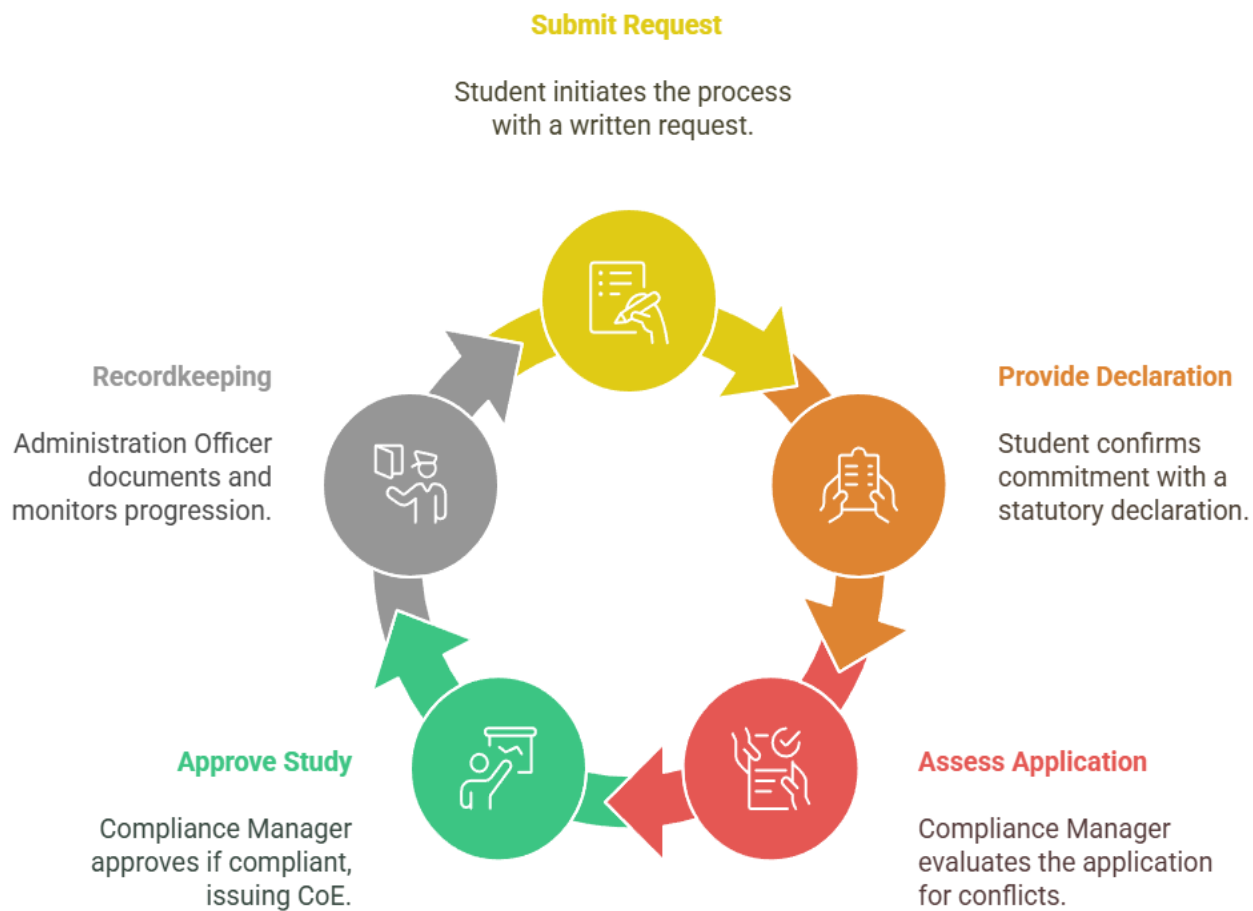 Submit Request
Student initiates the process
with a written request.
Provide Declaration
Student confirms
commitment with a
statutory declaration.
Assess Application
Compliance Manager
evaluates the application
for conflicts.
Approve Study
Compliance Manager
approves if compliant,
issuing CoE.
Recordkeeping
Administration Officer
documents and
monitors progression.